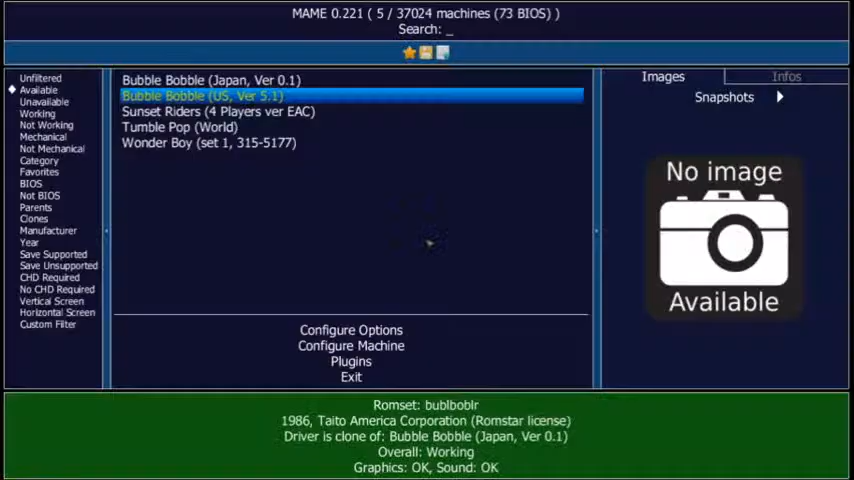 MAME 0.221 ( 5 / 37024 machines (73 BIOS) )
Search: _
Unfiltered
Available
Unavailable
Working
Not Working
Mechanical
Not Mechanical
Category
Favorites
BIOS
Not BIOS
Parents
Clones
Manufacturer
Year
Save Supported
Save Unsupported
CHD Required
No CHD Required
Vertical Screen
Horizontal Screen
Custom Filter
Bubble Bobble (Japan, Ver 0.1)
Bubble Bobble (US, Ver 5.1)
Sunset Riders (4 Players ver EAC)
Tumble Pop (World)
Wonder Boy (set 1, 315-5177)
Configure Options
Configure Machine
Plugins
Exit
Images
Infos
Snapshots
No image
Available
Romset: bublboblr
1986, Taito America Corporation (Romstar license)
Driver is clone of: Bubble Bobble (Japan, Ver 0.1)
Overall: Working
Graphics: OK, Sound: OK